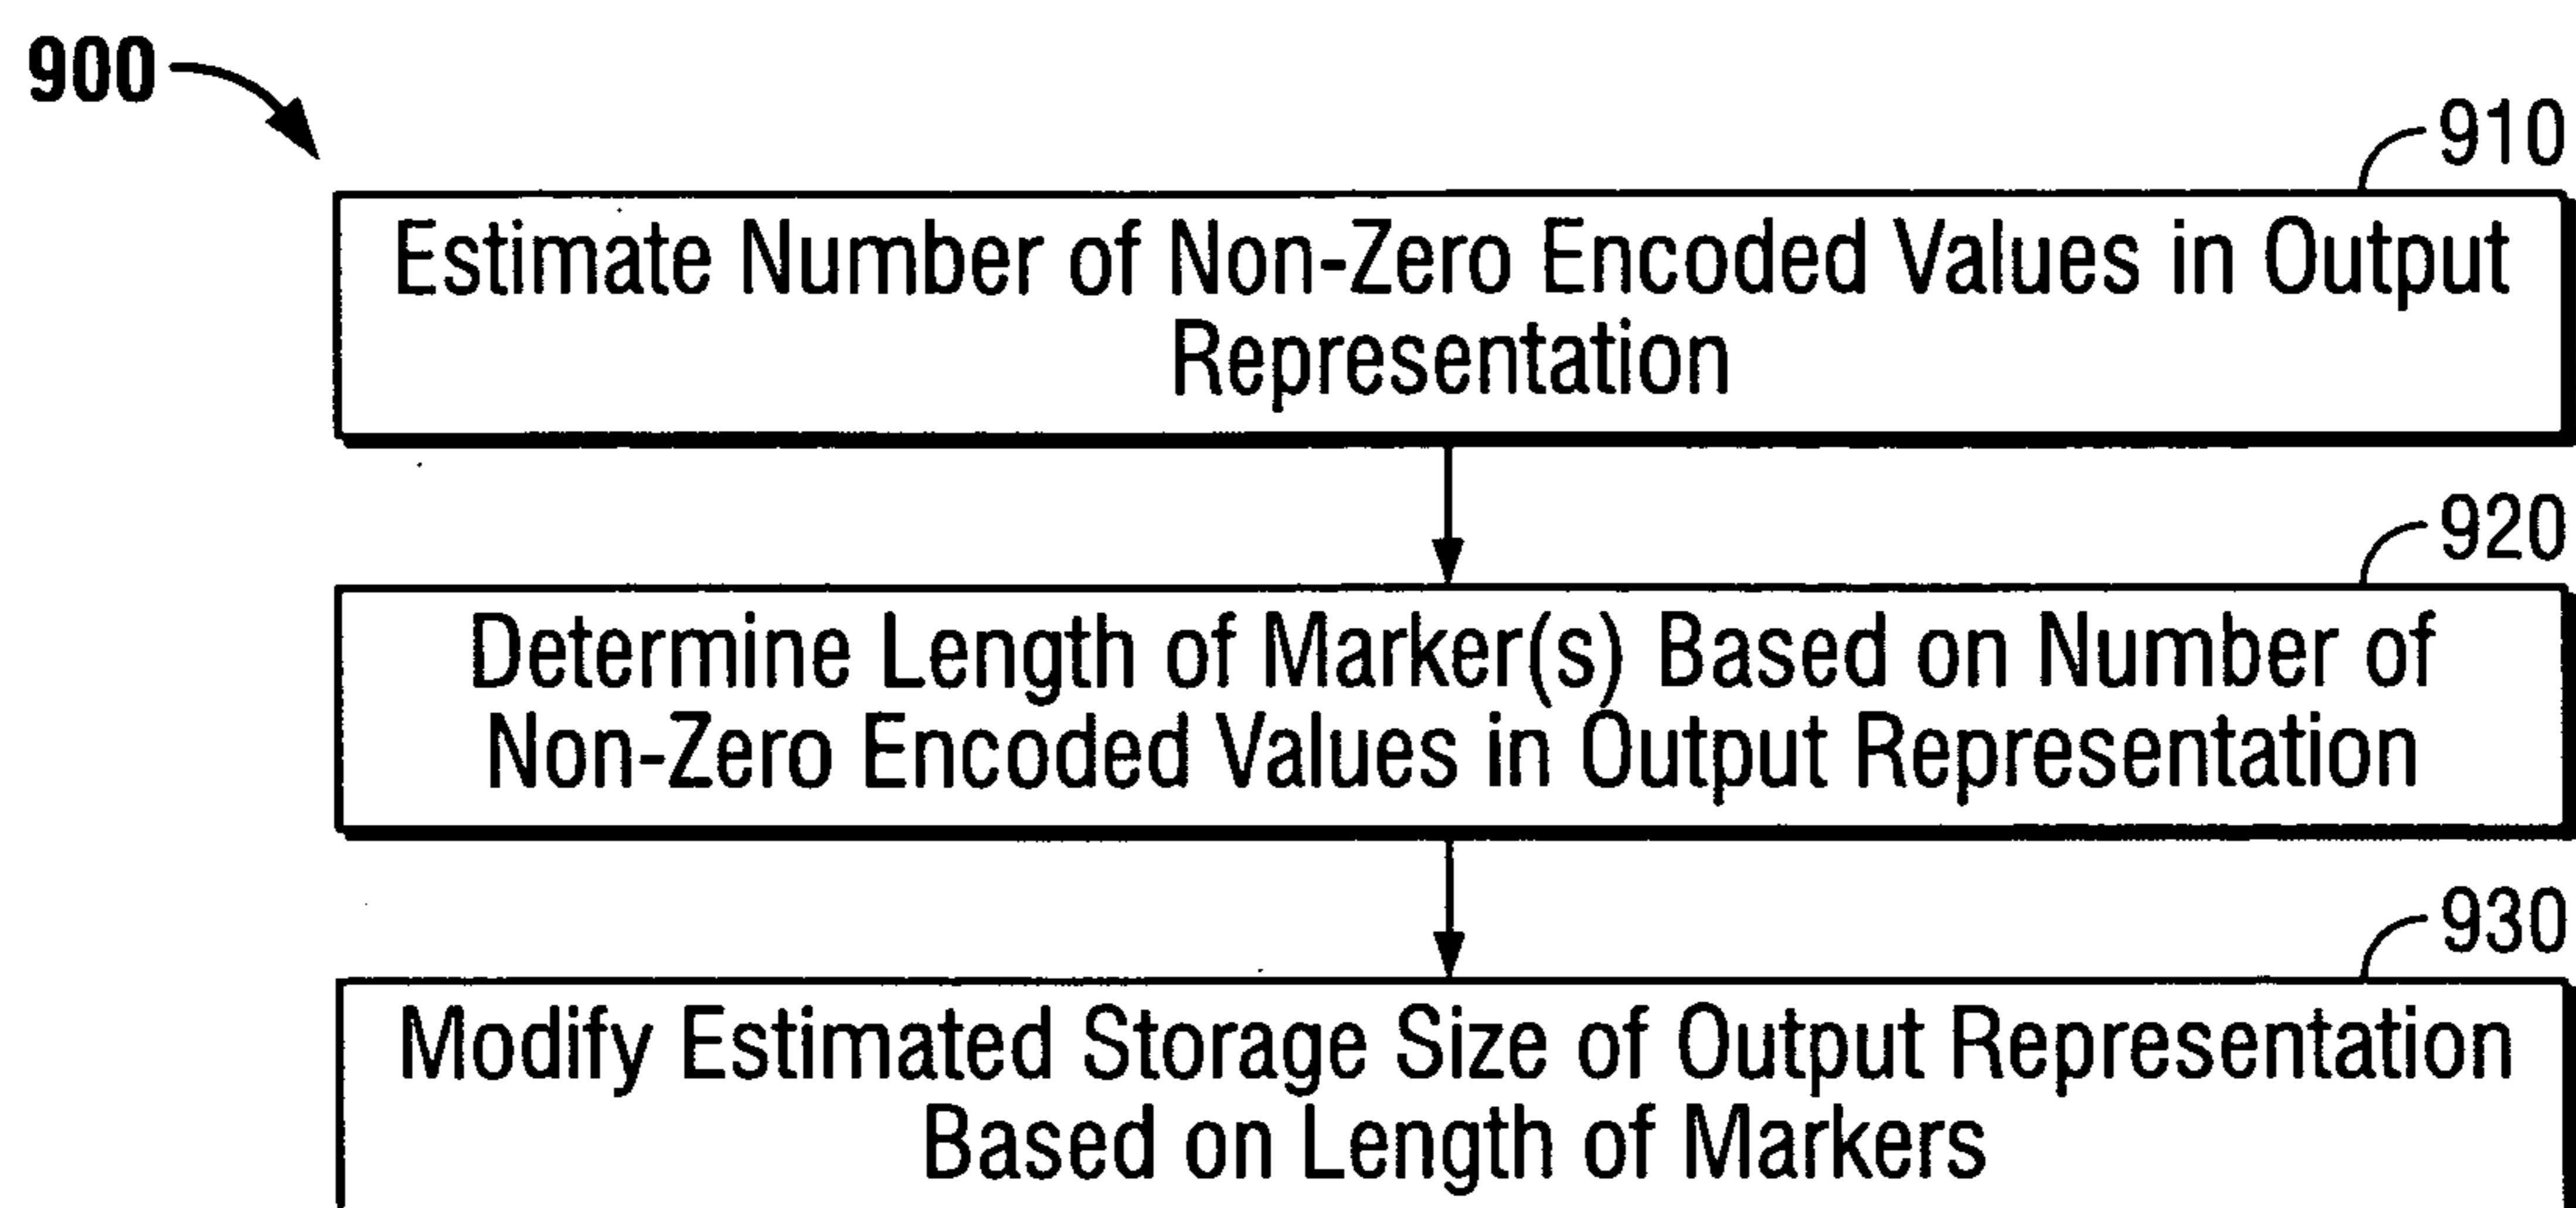 900
910
Estimate Number of Non-Zero Encoded Values in Output
Representation
920
Determine Length of Marker(s) Based on Number of
Non-Zero Encoded Values in Output Representation
930
Modify Estimated Storage Size of Output Representation
Based on Length of Markers